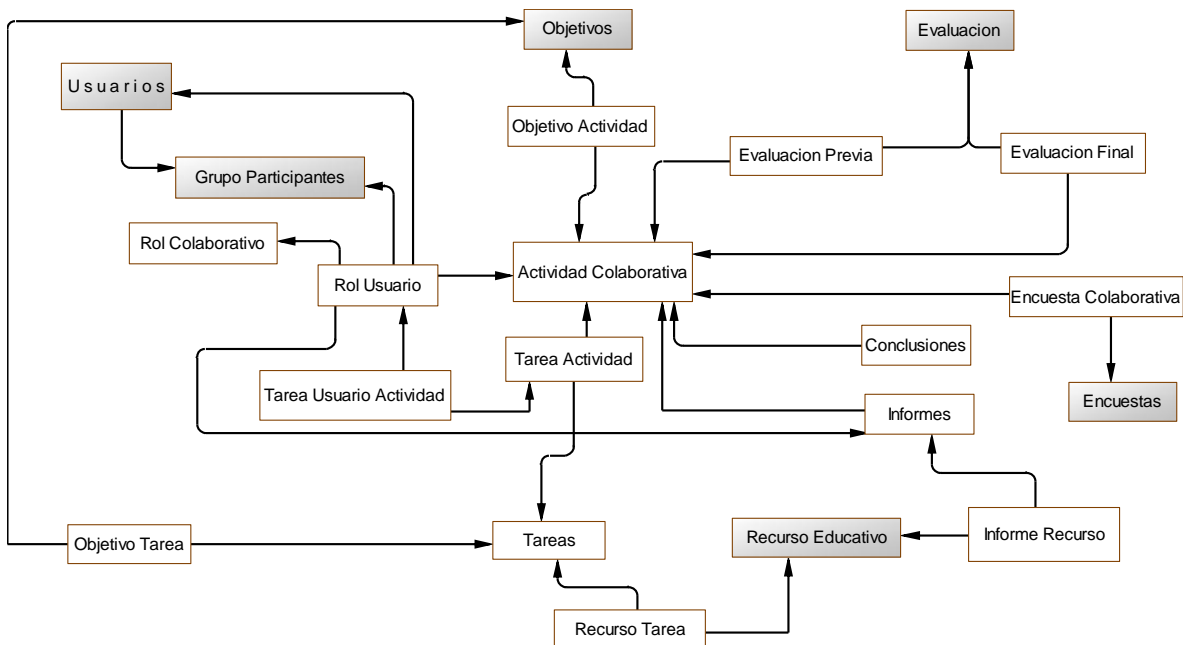 Objetivos
Evaluacion
U s u a r i o s
Objetivo Actividad
Evaluacion Previa
Evaluacion Final
Grupo Participantes
Rol Colaborativo
Rol Usuario
Actividad Colaborativa
Encuesta Colaborativa
Conclusiones
Tarea Actividad
Tarea Usuario Actividad
Encuestas
Informes
Objetivo Tarea
Tareas
Recurso Educativo
Informe Recurso
Recurso Tarea